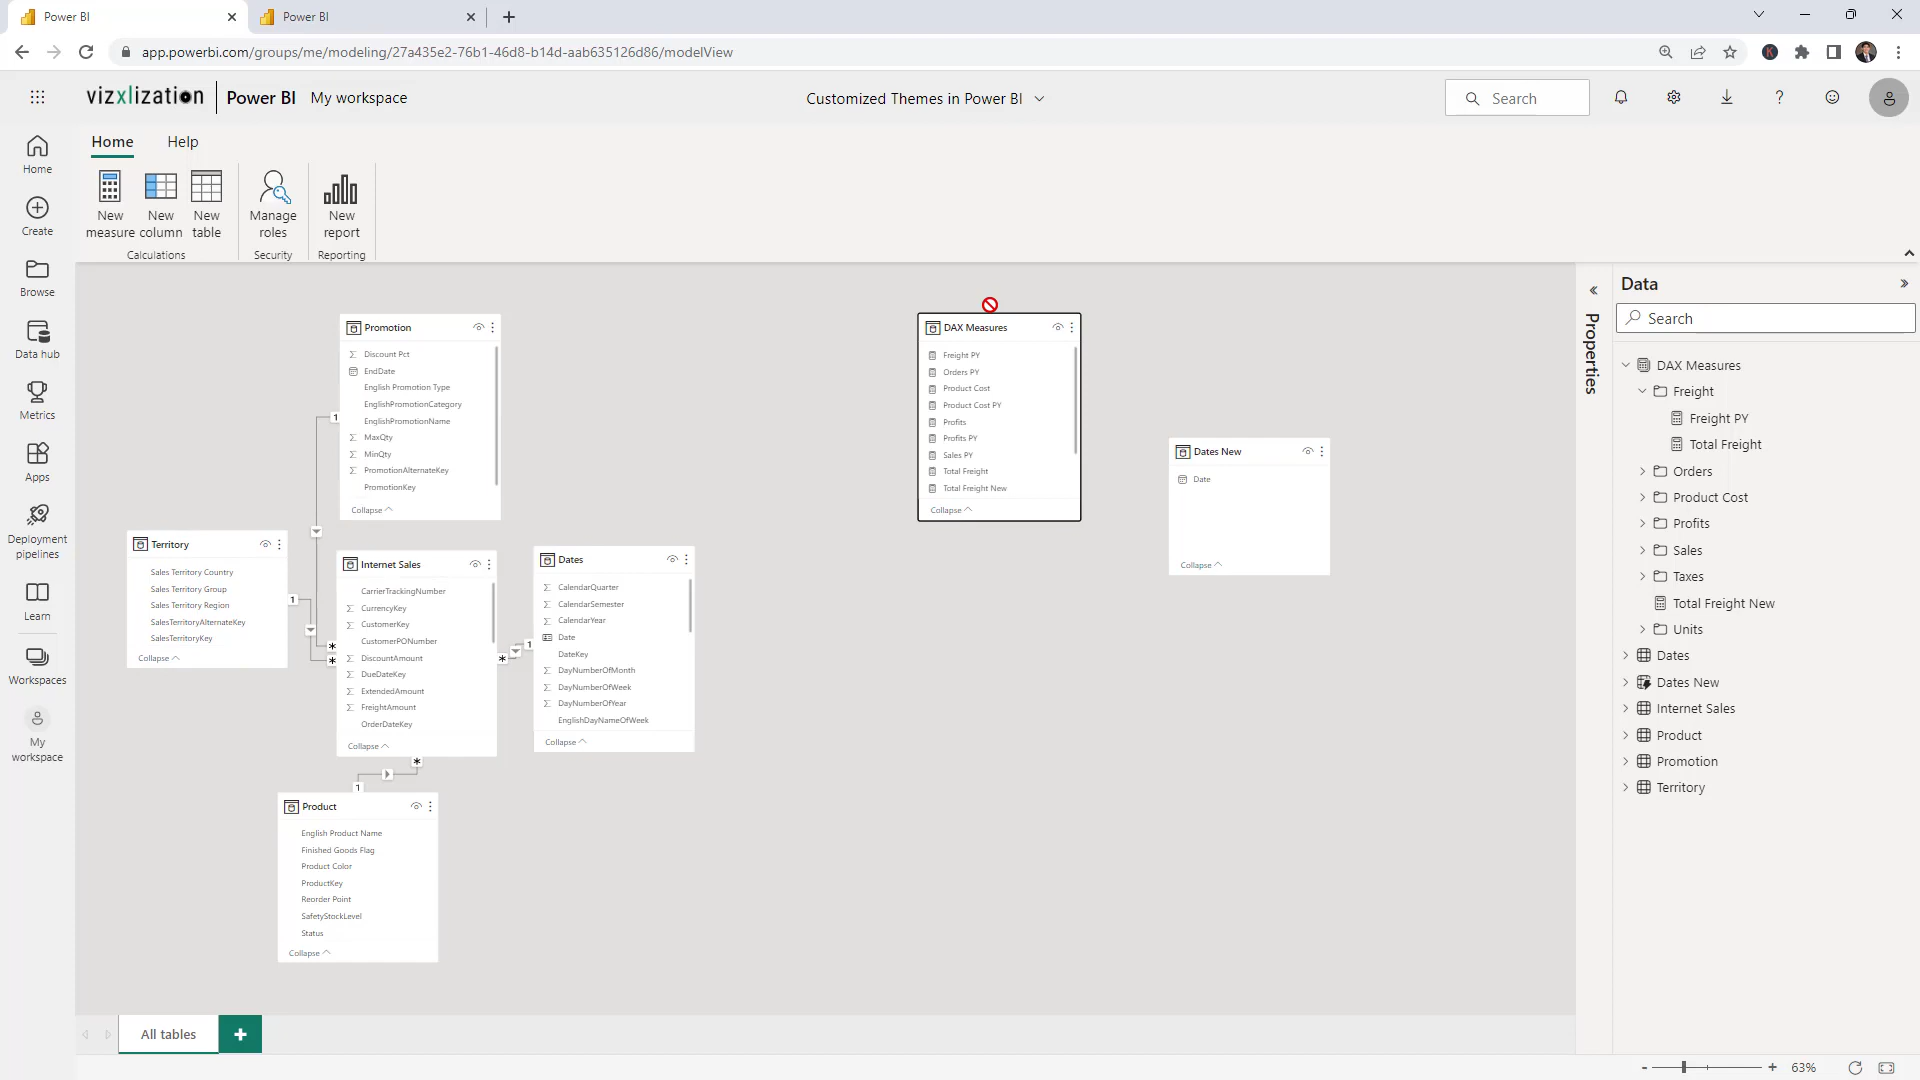 Power BI
Power BI
app.powerbi.com/groups/me/modeling/27a435e2-76b1-46d8-b14d-aab635126d86/modelView
K
vizxlization
Power BI
My workspace
Customized Themes in Power BI
Search
Home
Help
New measure
New column
New table
Calculations
Manage roles
Security
New report
Reporting
Home
Create
Browse
Data hub
Metrics
Apps
Deployment pipelines
Learn
Workspaces
My workspace
Promotion
Discount Pct
EndDate
English Promotion Type
EnglishPromotionCategory
EnglishPromotionName
MaxQty
MinQty
PromotionAlternateKey
PromotionKey
Collapse
1
Territory
Sales Territory Country
Sales Territory Group
Sales Territory Region
SalesTerritoryAlternateKey
SalesTerritoryKey
Collapse
1
*
*
Internet Sales
CarrierTrackingNumber
CurrencyKey
CustomerKey
CustomerPONumber
DiscountAmount
DueDateKey
ExtendedAmount
FreightAmount
OrderDateKey
Collapse
*
1
*
1
Dates
CalendarQuarter
CalendarSemester
CalendarYear
Date
DateKey
DayNumberOfMonth
DayNumberOfWeek
DayNumberOfYear
EnglishDayNameOfWeek
Collapse
Product
English Product Name
Finished Goods Flag
Product Color
ProductKey
Reorder Point
SafetyStockLevel
Status
Collapse
DAX Measures
Freight PY
Orders PY
Product Cost
Product Cost PY
Profits
Profits PY
Sales PY
Total Freight
Total Freight New
Collapse
Dates New
Date
Collapse
Properties
Data
Search
DAX Measures
Freight
Freight PY
Total Freight
Orders
Product Cost
Profits
Sales
Taxes
Total Freight New
Units
Dates
Dates New
Internet Sales
Product
Promotion
Territory
All tables
+
- + 63%